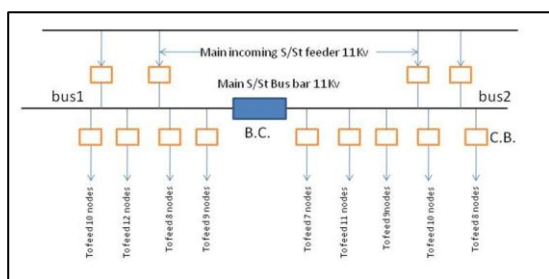 Main incoming S/St feeder 11Kv
Main S/St Bus bar 11Kv
bus1
bus2
B.C.
C.B.
To feed 10 nodes
To feed 12 nodes
To feed 8 nodes
To feed 9 nodes
To feed 7 nodes
To feed 11 nodes
To feed 9nodes
To feed 10 nodes
To feed 8 nodes